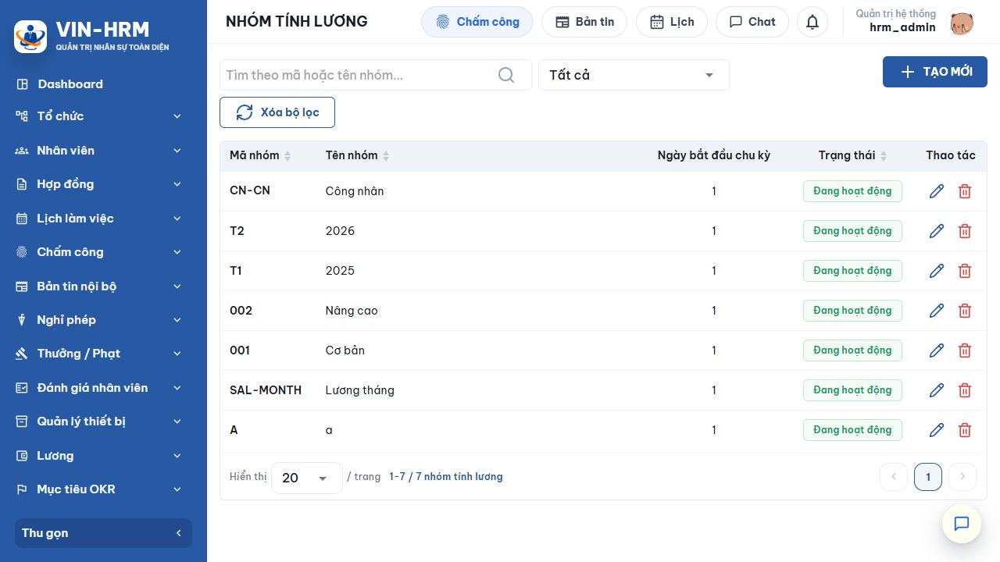 VIN-HRM
QUẢN TRỊ NHÂN SỰ TOÀN DIỆN
Dashboard
Tổ chức
Nhân viên
Hợp đồng
Lịch làm việc
Chấm công
Bản tin nội bộ
Nghỉ phép
Thưởng / Phạt
Đánh giá nhân viên
Quản lý thiết bị
Lương
Mục tiêu OKR
Thu gọn
NHÓM TÍNH LƯƠNG
Chấm công
Bản tin
Lịch
Chat
Quản trị hệ thống
hrm_admin
Tìm theo mã hoặc tên nhóm...
Tất cả
TẠO MỚI
Xóa bộ lọc
Mã nhóm Tên nhóm Ngày bắt đầu chu kỳ Trạng thái Thao tác
CN-CN Công nhân 1 Đang hoạt động
T2 2026 1 Đang hoạt động
T1 2025 1 Đang hoạt động
002 Nâng cao 1 Đang hoạt động
001 Cơ bản 1 Đang hoạt động
SAL-MONTH Lương tháng 1 Đang hoạt động
A a 1 Đang hoạt động
Hiển thị 20 / trang 1-7 / 7 nhóm tính lương
1